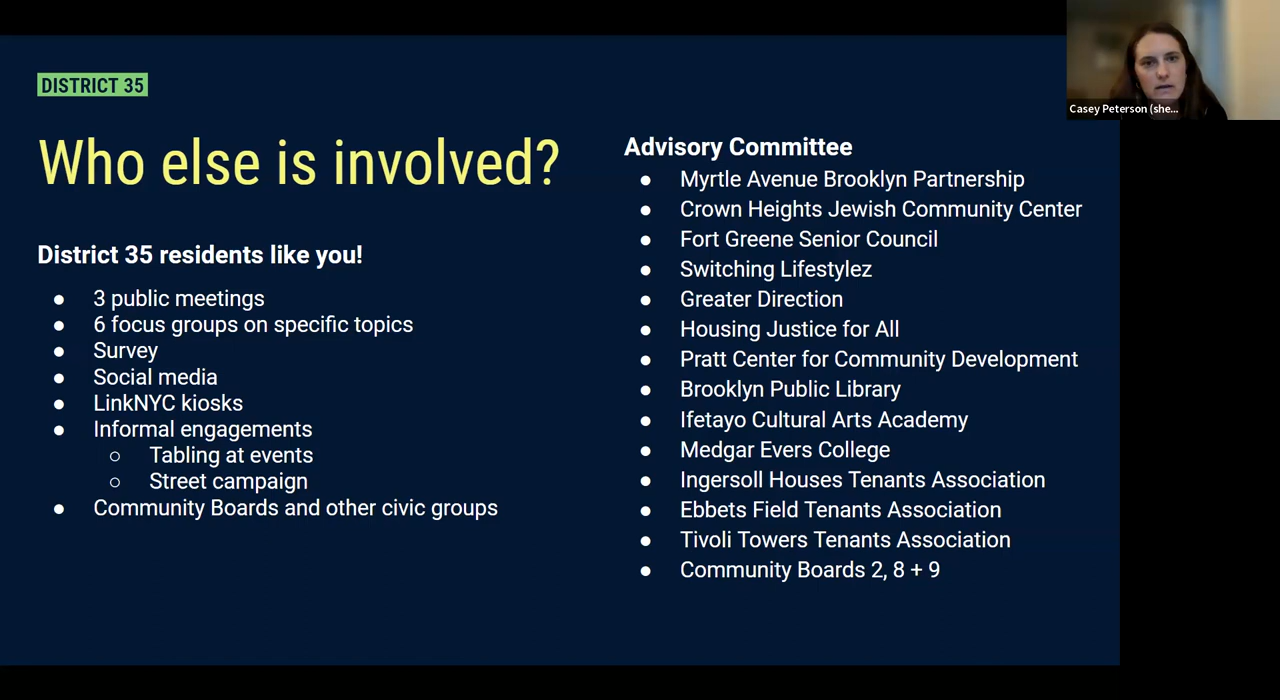 DISTRICT 35
Who else is involved?
District 35 residents like you!
● 3 public meetings
● 6 focus groups on specific topics
● Survey
● Social media
● LinkNYC kiosks
● Informal engagements
○ Tabling at events
○ Street campaign
● Community Boards and other civic groups
Advisory Committee
● Myrtle Avenue Brooklyn Partnership
● Crown Heights Jewish Community Center
● Fort Greene Senior Council
● Switching Lifestylez
● Greater Direction
● Housing Justice for All
● Pratt Center for Community Development
● Brooklyn Public Library
● Ifetayo Cultural Arts Academy
● Medgar Evers College
● Ingersoll Houses Tenants Association
● Ebbets Field Tenants Association
● Tivoli Towers Tenants Association
● Community Boards 2, 8 + 9
Casey Peterson (she...